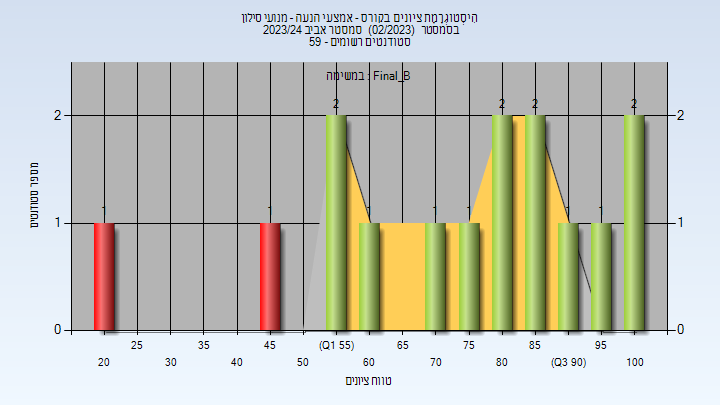 היסְטוֹגְרָמַת ציונים בקורס - אמצעי הנעה - מנועי סילון
בסמסטר (02/2023) סמסטר אביב 2023/24
סטודנטים רשומים - 59
במשימה : Final_B
2 2 2 2
1 1 1 1 1 1 1
2 2
1 1
0 0
מספר סטודנטים
25 35 45 (Q1 55) 65 75 85 95
20 30 40 50 60 70 80 (Q3 90) 100
טווח ציונים